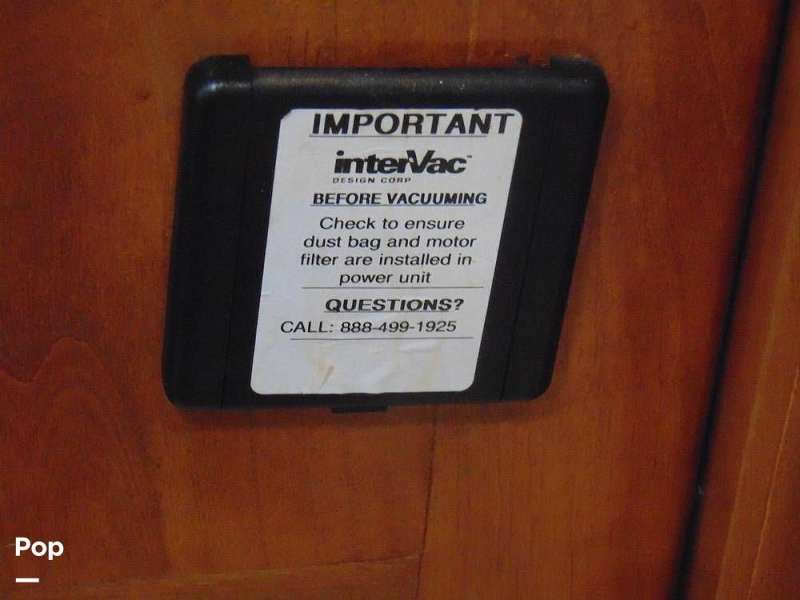 IMPORTANT
interVac™
DESIGN CORP
BEFORE VACUUMING
Check to ensure
dust bag and motor
filter are installed in
power unit
QUESTIONS?
CALL: 888-499-1925
Pop